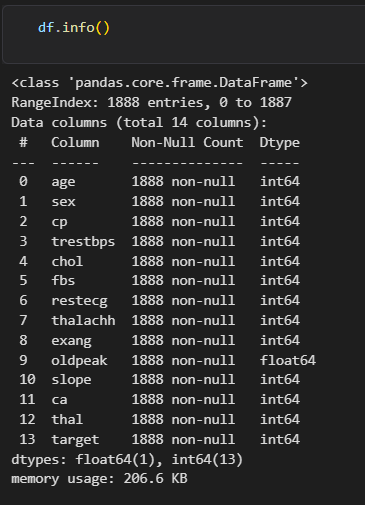 df.info()
<class 'pandas.core.frame.DataFrame'>
RangeIndex: 1888 entries, 0 to 1887
Data columns (total 14 columns):
 #   Column    Non-Null Count  Dtype
---  ------    --------------  -----
 0   age       1888 non-null   int64
 1   sex       1888 non-null   int64
 2   cp        1888 non-null   int64
 3   trestbps  1888 non-null   int64
 4   chol      1888 non-null   int64
 5   fbs       1888 non-null   int64
 6   restecg   1888 non-null   int64
 7   thalachh  1888 non-null   int64
 8   exang     1888 non-null   int64
 9   oldpeak   1888 non-null   float64
 10  slope     1888 non-null   int64
 11  ca        1888 non-null   int64
 12  thal      1888 non-null   int64
 13  target    1888 non-null   int64
dtypes: float64(1), int64(13)
memory usage: 206.6 KB